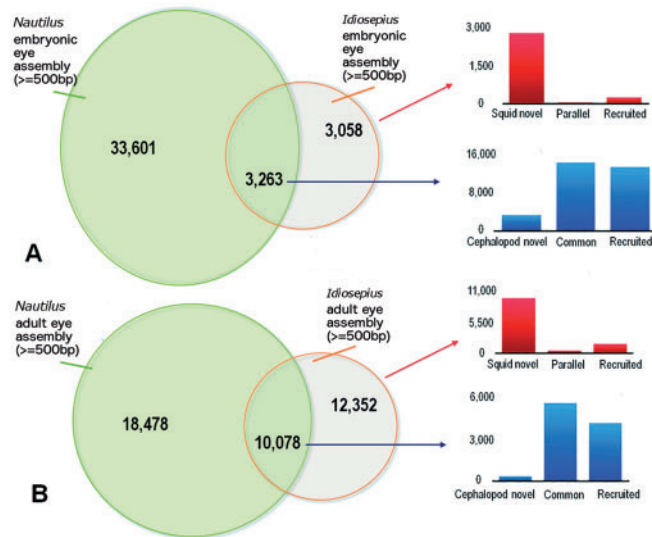 Nautilus
embryonic
eye
assembly
(>=500bp)
Idiosepius
embryonic
eye
assembly
(>=500bp)
33,601
3,263
3,058
A
3,000
1,500
0
Squid novel Parallel Recruited
16,000
8,000
0
Cephalopod novel Common Recruited
Nautilus
adult eye
assembly
(>=500bp)
Idiosepius
adult eye
assembly
(>=500bp)
18,478
10,078
12,352
B
11,000
5,500
0
Squid novel Parallel Recruited
6,000
3,000
0
Cephalopod novel Common Recruited